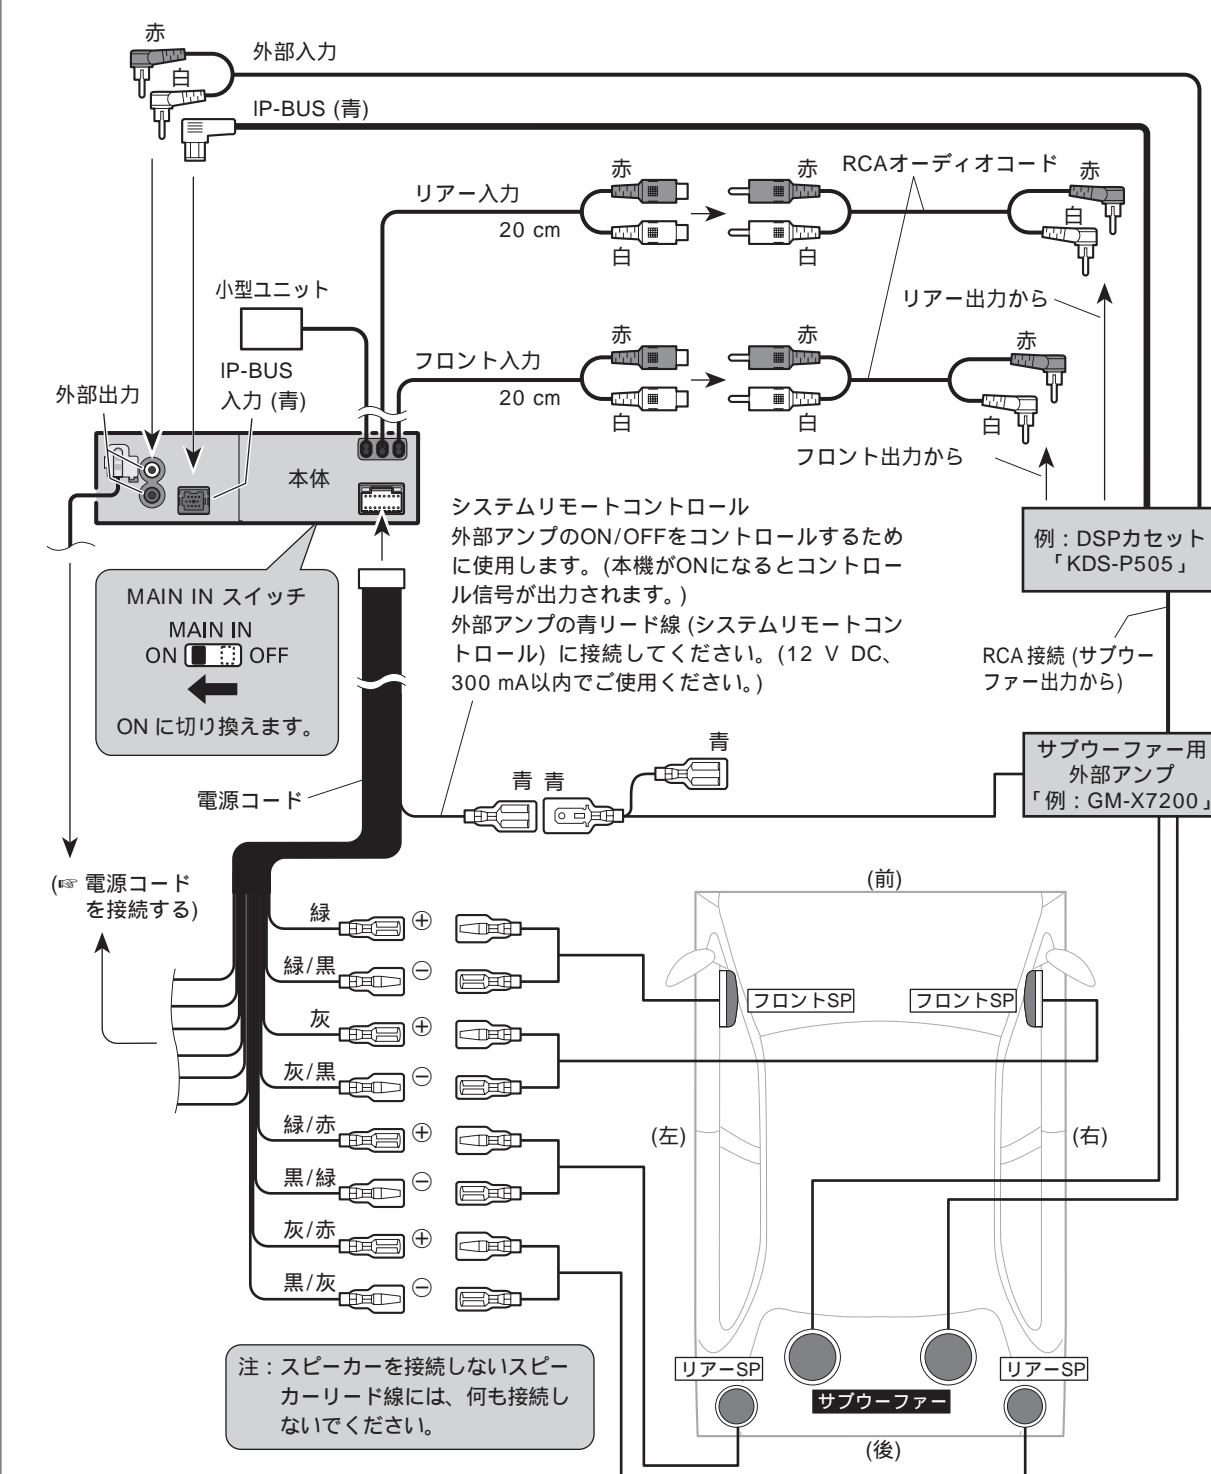 赤
外部入力
白
IP-BUS (青)
赤
赤
RCAオーディオコード
赤
リアー入力
20 cm
白
白
白
小型ユニット
リアー出力から
赤
赤
赤
フロント入力
20 cm
白
白
白
IP-BUS
入力 (青)
外部出力
フロント出力から
本体
システムリモートコントロール
外部アンプのON/OFFをコントロールするため
に使用します。(本機がONになるとコントロー
ル信号が出力されます。)
外部アンプの青リード線 (システムリモートコン
トロール) に接続してください。(12 V DC、
300 mA以内でご使用ください。)
例：DSPカセット
「KDS-P505」
MAIN IN スイッチ
MAIN IN
ON OFF
ON に切り換えます。
RCA 接続 (サブウー
ファー出力から)
サブウーファー用
外部アンプ
「例：GM-X7200」
青
青 青
電源コード
(☞ 電源コード
を接続する)
(前)
緑 ⊕
緑/黒 ⊖
フロントSP
フロントSP
灰 ⊕
灰/黒 ⊖
緑/赤 ⊕
(左)
(右)
黒/緑 ⊖
灰/赤 ⊕
黒/灰 ⊖
注：スピーカーを接続しないスピー
カーリード線には、何も接続し
ないでください。
リアーSP
リアーSP
サブウーファー
(後)